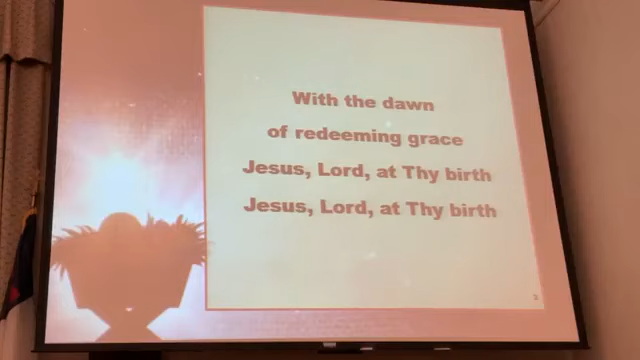 With the dawn
of redeeming grace
Jesus, Lord, at Thy birth
Jesus, Lord, at Thy birth